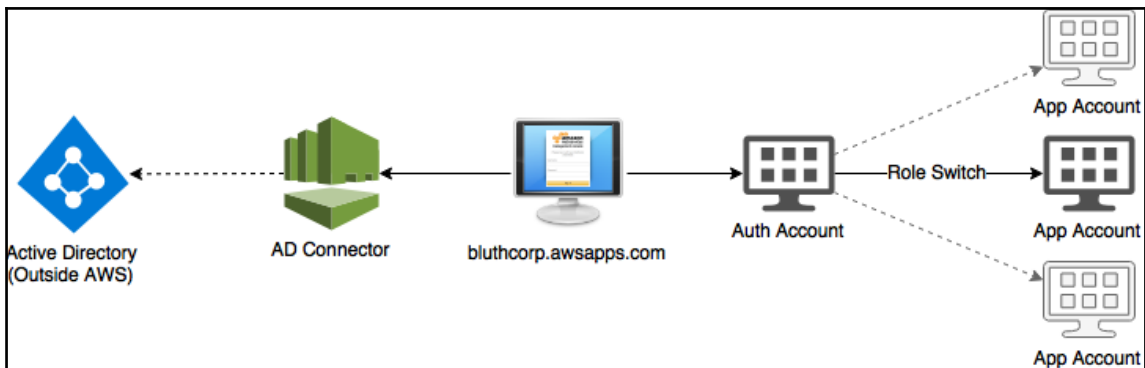 App Account
Active Directory
(Outside AWS)
AD Connector
amazon
bluthcorp.awsapps.com
Auth Account
Role Switch
App Account
App Account